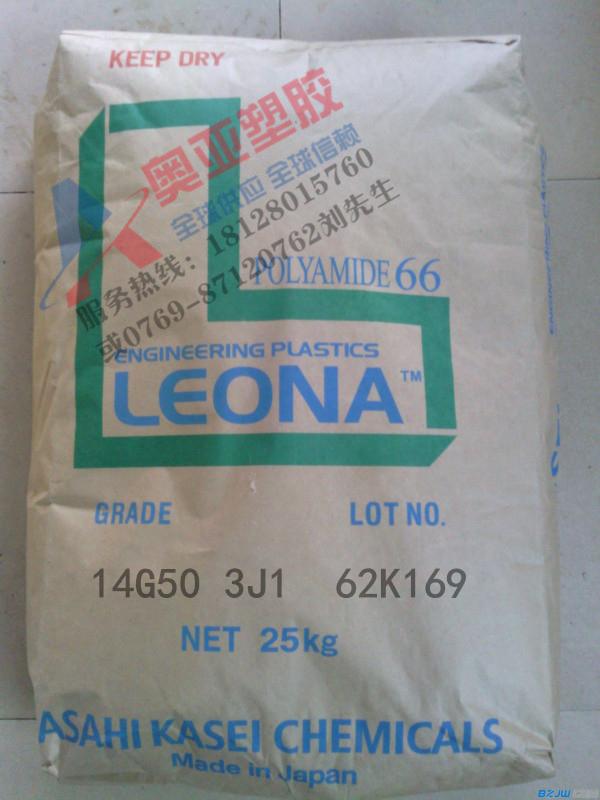 KEEP DRY
奥亚塑胶
全球供应 全球信赖
服务热线：18128015760
或0769-87120762刘先生
POLYAMIDE 66
ENGINEERING PLASTICS
LEONA™
GRADE LOT NO.
14G50 3J1 62K169
NET 25kg
ASAHI KASEI CHEMICALS
Made in Japan